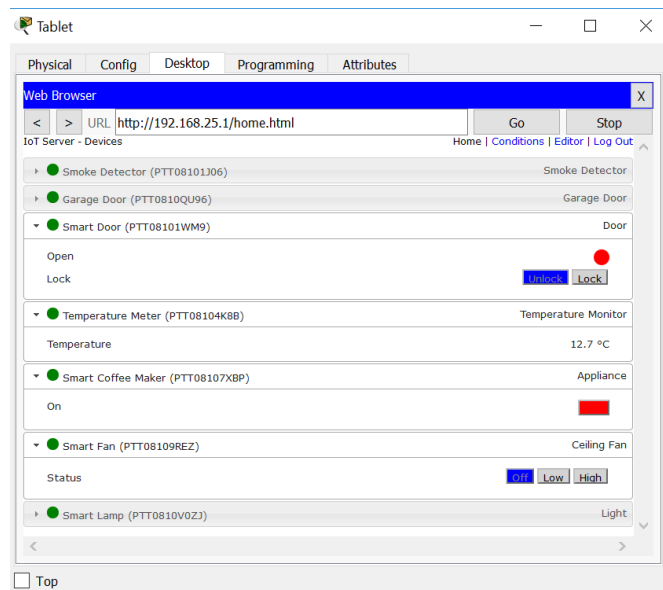 Tablet
Physical Config Desktop Programming Attributes
Web Browser X
< > URL http://192.168.25.1/home.html Go Stop
IoT Server - Devices Home | Conditions | Editor | Log Out
Smoke Detector (PTT08101J06) Smoke Detector
Garage Door (PTT0810QU96) Garage Door
Smart Door (PTT08101WM9) Door
Open
Lock Unlock Lock
Temperature Meter (PTT08104K8B) Temperature Monitor
Temperature 12.7 °C
Smart Coffee Maker (PTT08107XBP) Appliance
On
Smart Fan (PTT08109REZ) Ceiling Fan
Status Off Low High
Smart Lamp (PTT0810V0ZJ) Light
Top